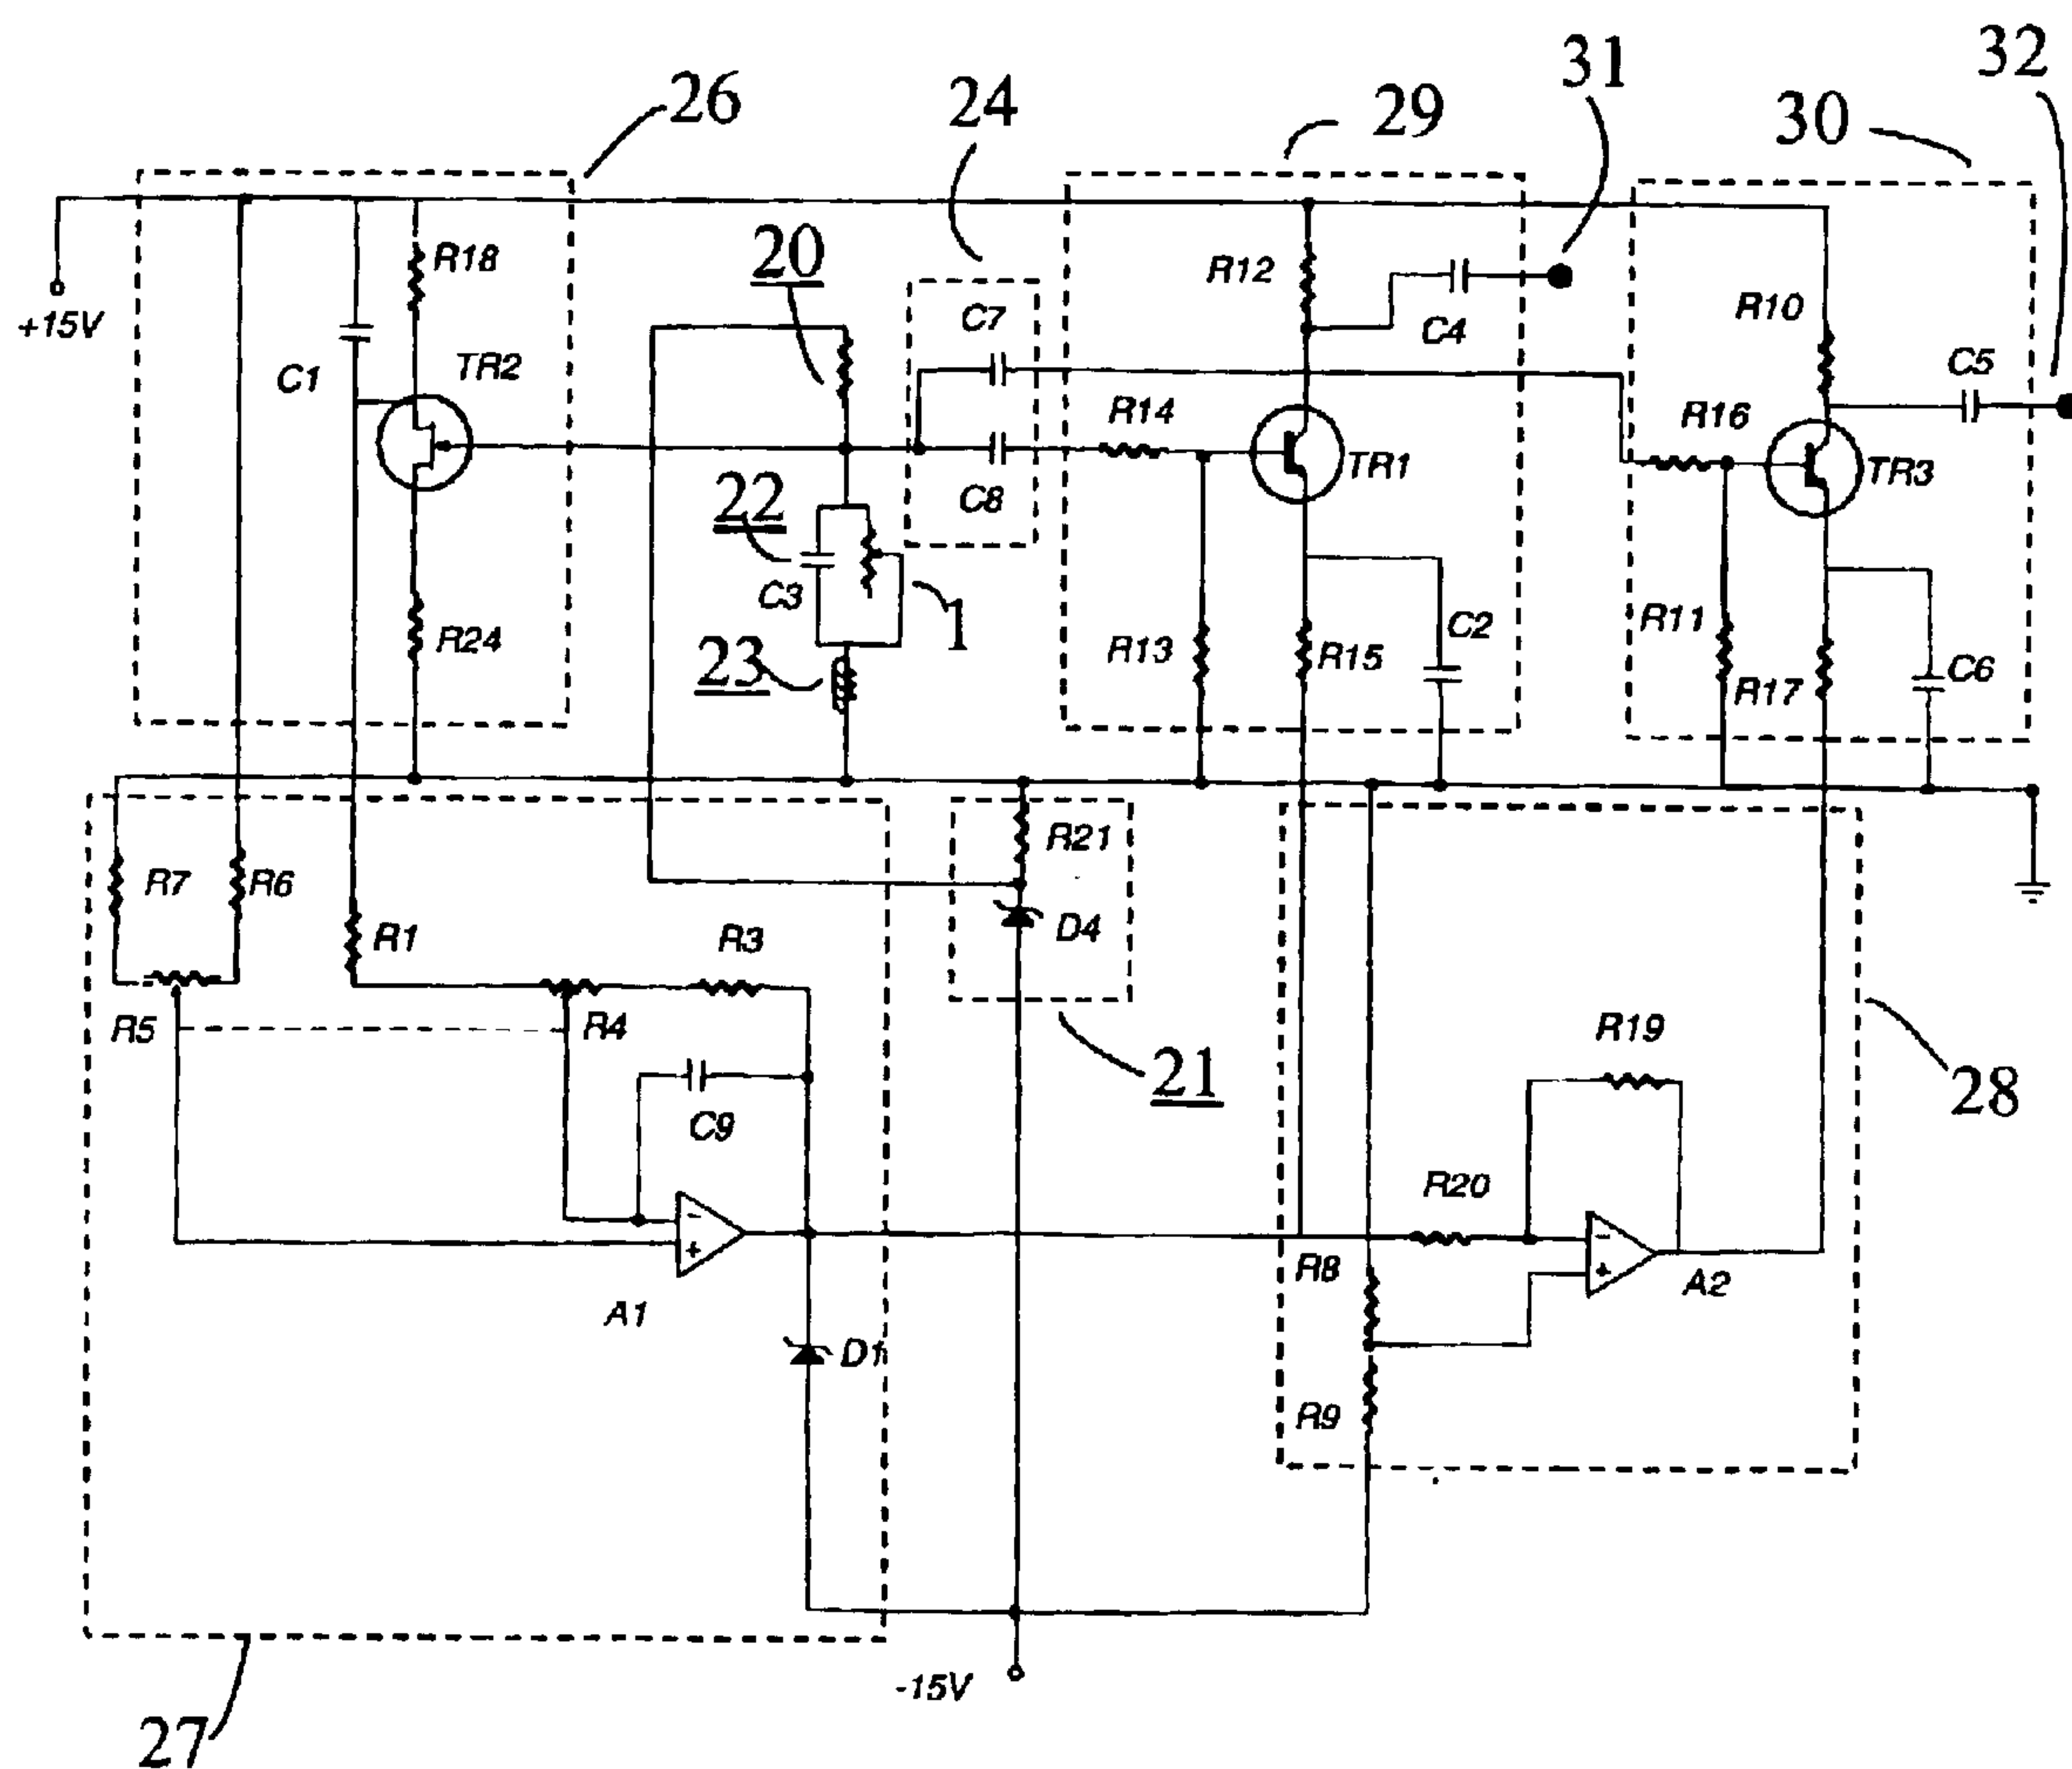 32
31
26
24
29
30
20
R18
R12
C7
R10
+15V
C4
C5
C1
TR2
R14
R16
TR1
TR3
22
C8
C3
R11
C2
1
R24
R13
R15
23
R17
C6
R21
R7
R6
D4
R1
R3
R5
R4
R19
21
28
C9
R20
R8
A2
A1
D1
R9
-15V
27